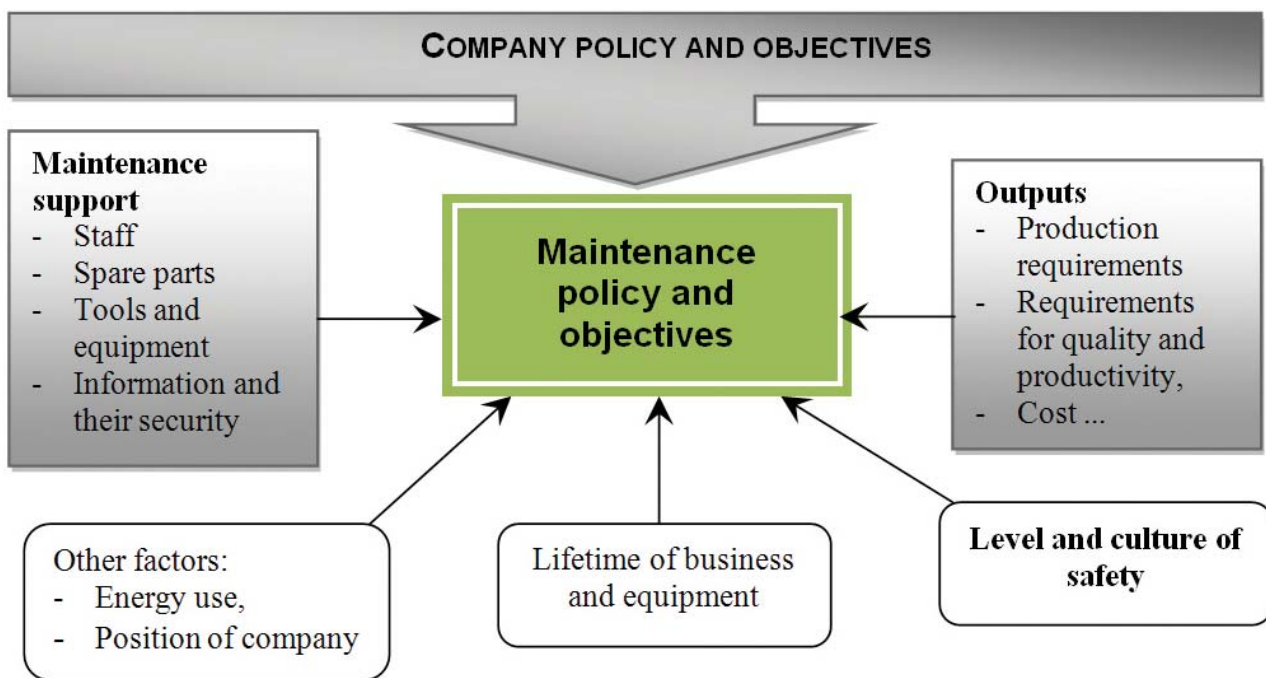 COMPANY POLICY AND OBJECTIVES
Maintenance
support
- Staff
- Spare parts
- Tools and
equipment
- Information and
their security
Maintenance
policy and
objectives
Outputs
- Production
requirements
- Requirements
for quality and
productivity,
- Cost ...
Other factors:
- Energy use,
- Position of company
Lifetime of business
and equipment
Level and culture of
safety